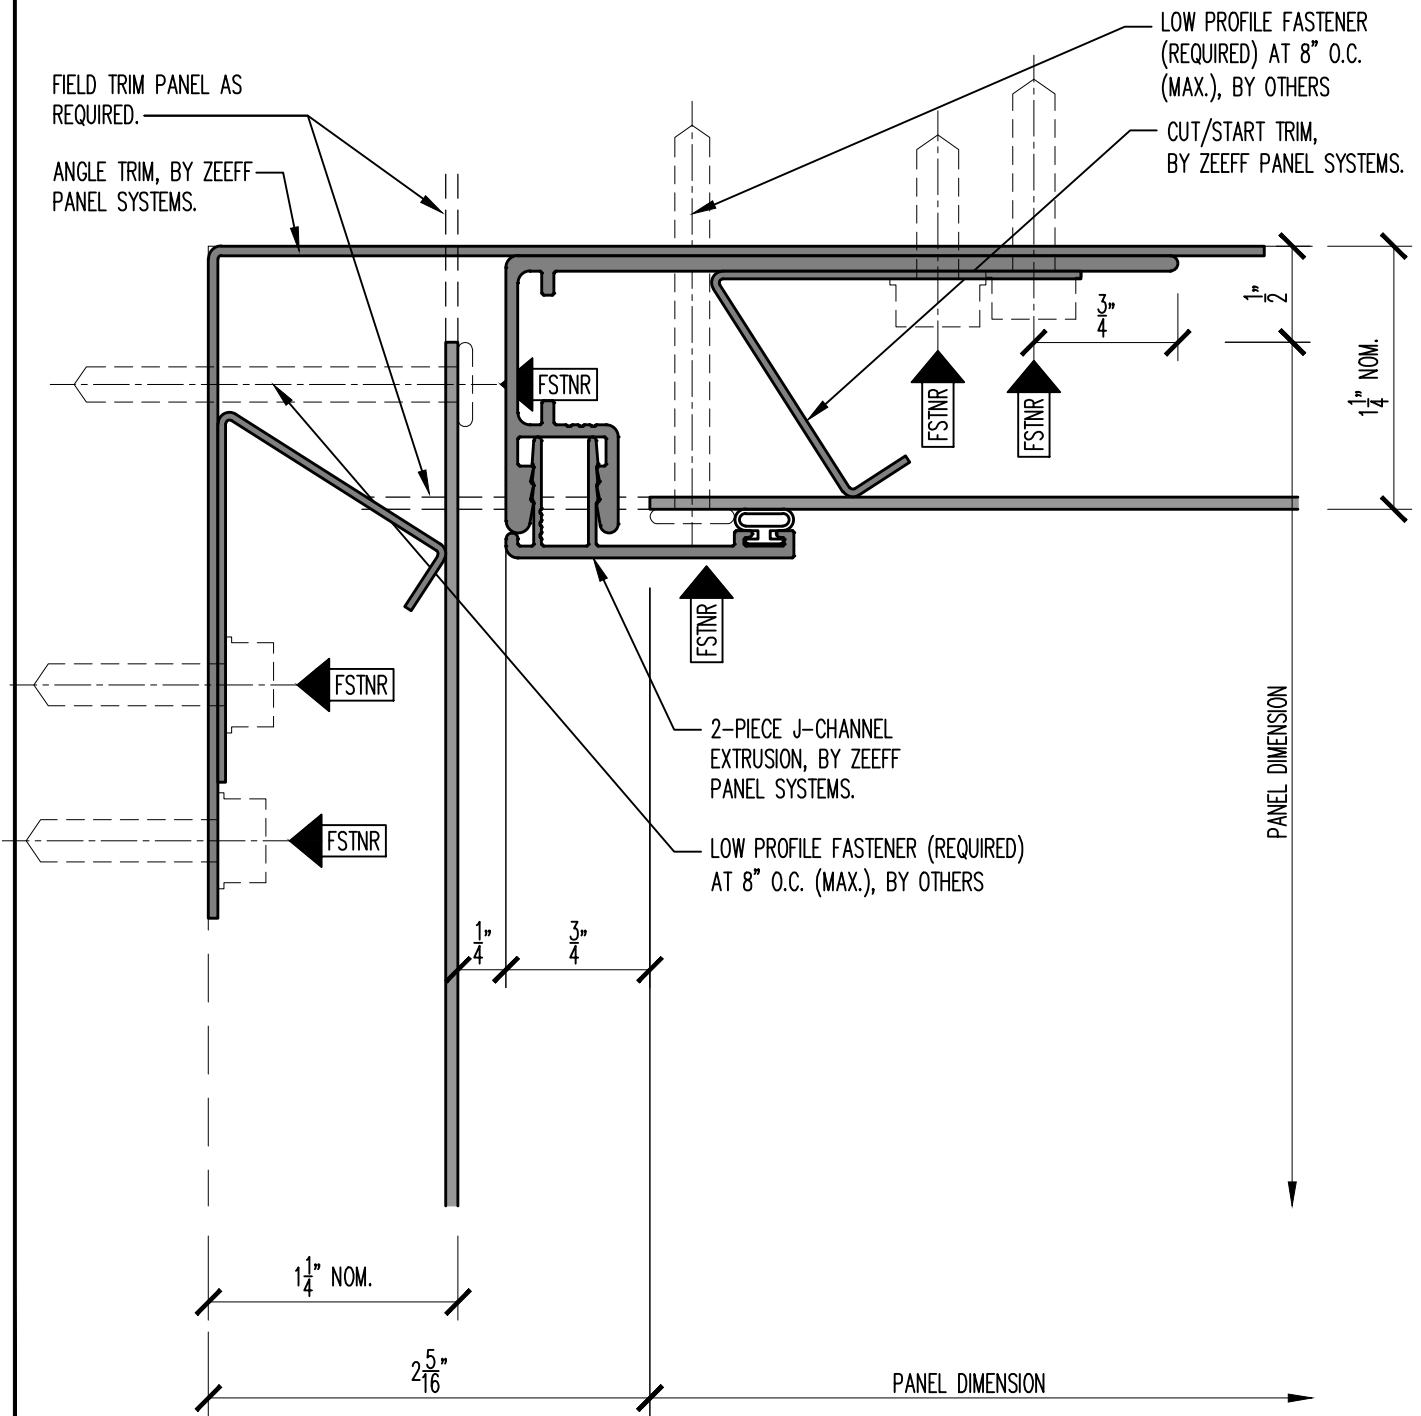 LOW PROFILE FASTENER
(REQUIRED) AT 8" O.C.
(MAX.), BY OTHERS
FIELD TRIM PANEL AS
REQUIRED.
CUT/START TRIM,
BY ZEEFF PANEL SYSTEMS.
ANGLE TRIM, BY ZEEFF
PANEL SYSTEMS.
1/2"
3/4"
1 1/4" NOM.
FSTNR
FSTNR
FSTNR
FSTNR
FSTNR
FSTNR
2-PIECE J-CHANNEL
EXTRUSION, BY ZEEFF
PANEL SYSTEMS.
PANEL DIMENSION
LOW PROFILE FASTENER (REQUIRED)
AT 8" O.C. (MAX.), BY OTHERS
1/4"
3/4"
1 1/4" NOM.
2 5/16"
PANEL DIMENSION